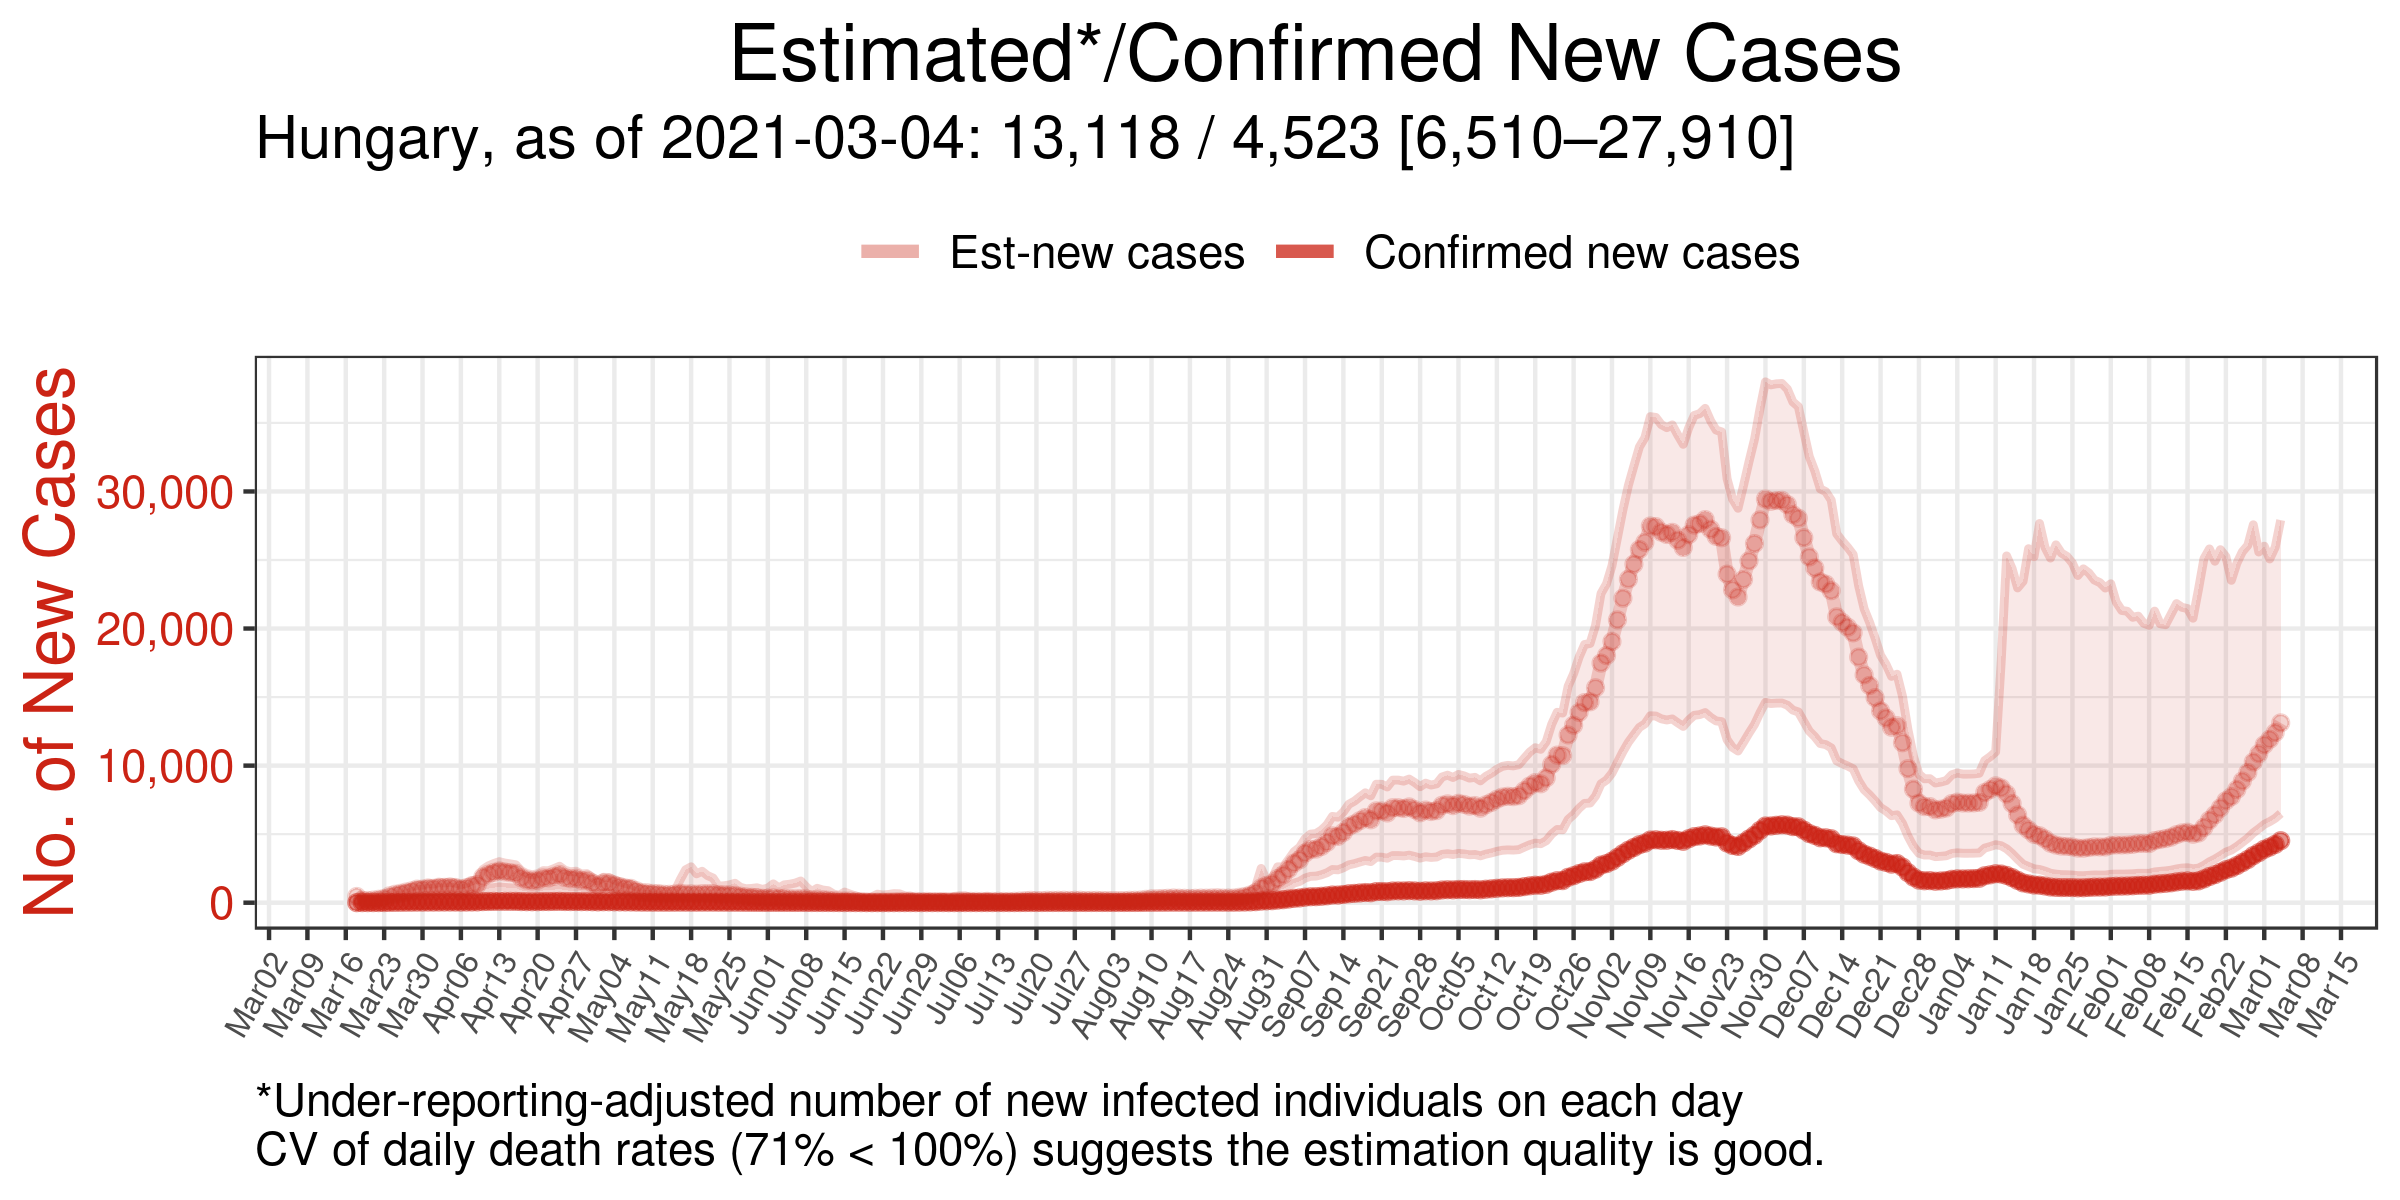 Estimated*/Confirmed New Cases
Hungary, as of 2021-03-04: 13,118 / 4,523 [6,510–27,910]
Est-new cases
Confirmed new cases
No. of New Cases
30,000
20,000
10,000
0
Mar02
Mar09
Mar16
Mar23
Mar30
Apr06
Apr13
Apr20
Apr27
May04
May11
May18
May25
Jun01
Jun08
Jun15
Jun22
Jun29
Jul06
Jul13
Jul20
Jul27
Aug03
Aug10
Aug17
Aug24
Aug31
Sep07
Sep14
Sep21
Sep28
Oct05
Oct12
Oct19
Oct26
Nov02
Nov09
Nov16
Nov23
Nov30
Dec07
Dec14
Dec21
Dec28
Jan04
Jan11
Jan18
Jan25
Feb01
Feb08
Feb15
Feb22
Mar01
Mar08
Mar15
*Under-reporting-adjusted number of new infected individuals on each day
CV of daily death rates (71% < 100%) suggests the estimation quality is good.